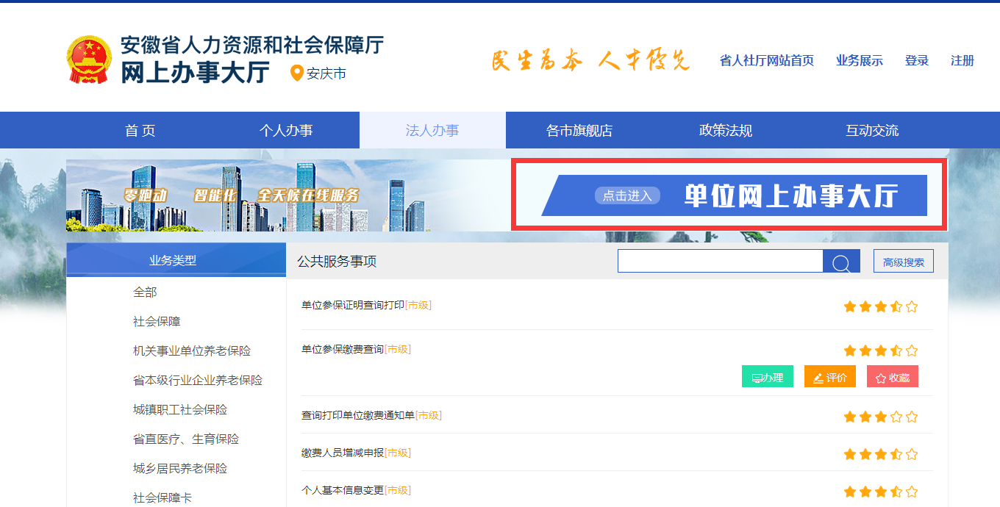 安徽省人力资源和社会保障厅
网上办事大厅
安庆市
民生为本 人才优先
省人社厅网站首页 业务展示 登录 注册
首 页 个人办事 法人办事 各市旗舰店 政策法规 互动交流
零跑动 智能化 全天候在线服务
点击进入 单位网上办事大厅
业务类型
全部
社会保障
机关事业单位养老保险
省本级行业企业养老保险
城镇职工社会保险
省直医疗、生育保险
城乡居民养老保险
社会保障卡
公共服务事项
高级搜索
单位参保证明查询打印[市级]
单位参保缴费查询[市级]
办理 评价 收藏
查询打印单位缴费通知单[市级]
缴费人员增减申报[市级]
个人基本信息变更[市级]